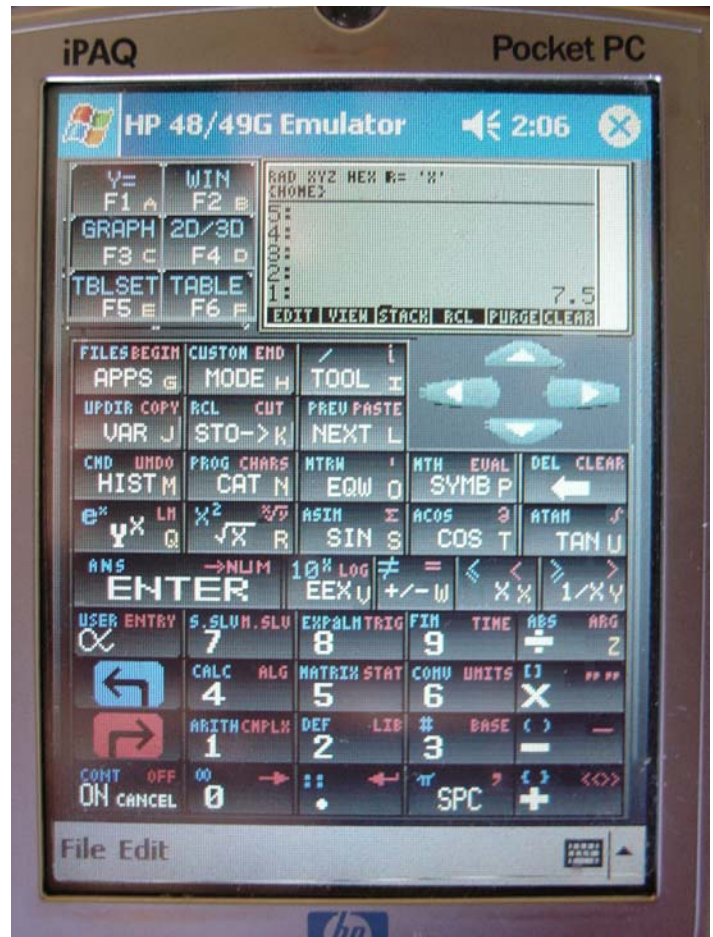 iPAQ Pocket PC
HP 48/49G Emulator 2:06
Y= WIN
F1 A F2 B
GRAPH 2D/3D
F3 C F4 D
TBLSET TABLE
F5 E F6 F
RAD XYZ HEX R= 'X'
{HOME}
5:
4:
3:
2:
1: 7.5
EDIT VIEW STACK RCL PURGE CLEAR
FILES BEGIN CUSTOM END / i
APPS G MODE H TOOL I
UPDIR COPY RCL CUT PREV PASTE
VAR J STO-> K NEXT L
CMD UNDO PROG CHARS MTRW ' MTH EVAL DEL CLEAR
HIST M CAT N EQW O SYMB P
e^x LN x^2 ASIN Σ ACOS ∂ ATAN ∫
y^x Q √X R SIN S COS T TAN U
ANS →NUM 10^x LOG ≠ = ≤ < ≥ >
ENTER EEX V +/- W X X 1/X Y
USER ENTRY S.SLV N.SLV EXP&LN TRIG FIN TIME ABS ARG
α 7 8 9 ÷ Z
CALC ALG MATRIX STAT CONV UNITS [] " "
4 5 6 X
ARITH CMPLX DEF LIB # BASE ( ) _
1 2 3 −
CONT OFF ∞ → :: ↵ π , { } <<>>
ON CANCEL 0 . SPC +
File Edit
hp